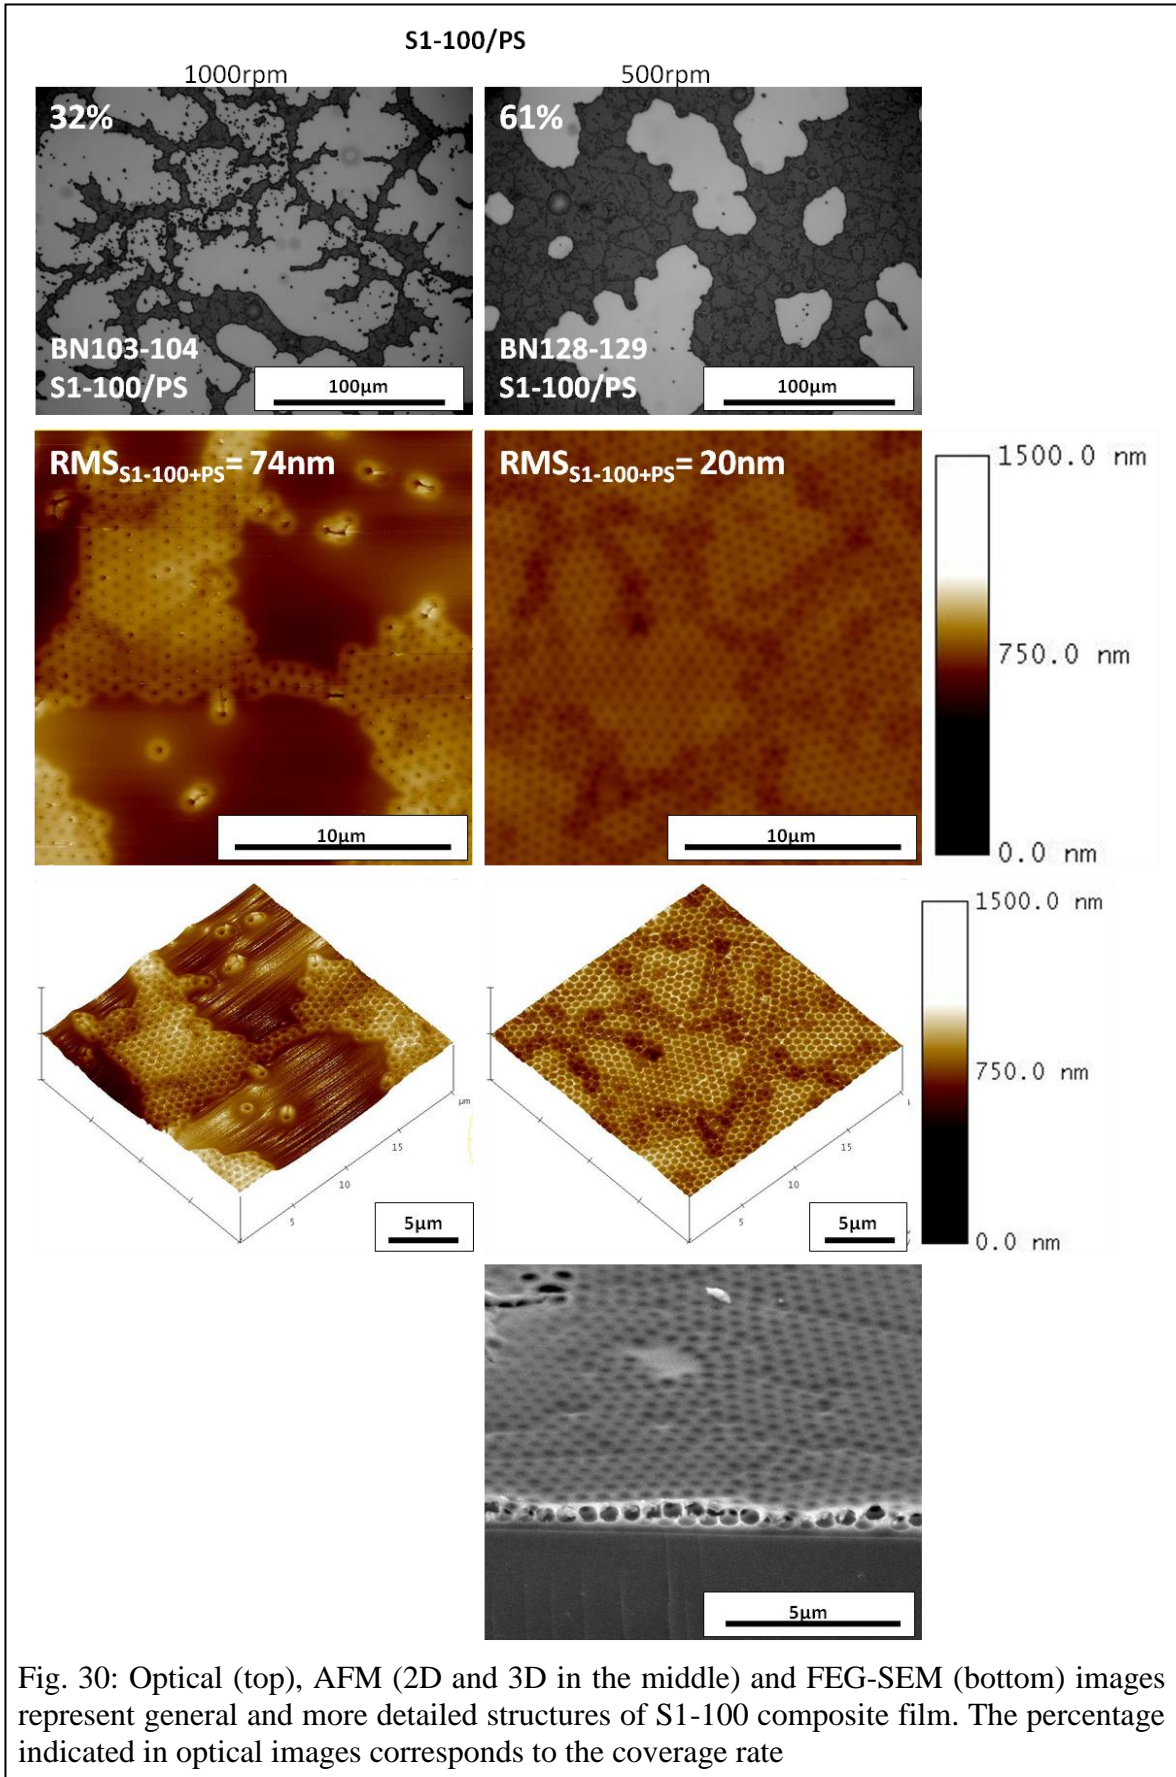 S1-100/PS
1000rpm
500rpm
32%
61%
BN103-104
S1-100/PS
100µm
BN128-129
S1-100/PS
100µm
RMSS1-100+PS= 74nm
RMSS1-100+PS= 20nm
1500.0 nm
750.0 nm
0.0 nm
10µm
10µm
1500.0 nm
750.0 nm
0.0 nm
µm
15
10
5
5µm
15
10
5
5µm
5µm
Fig. 30: Optical (top), AFM (2D and 3D in the middle) and FEG-SEM (bottom) images
represent general and more detailed structures of S1-100 composite film. The percentage
indicated in optical images corresponds to the coverage rate